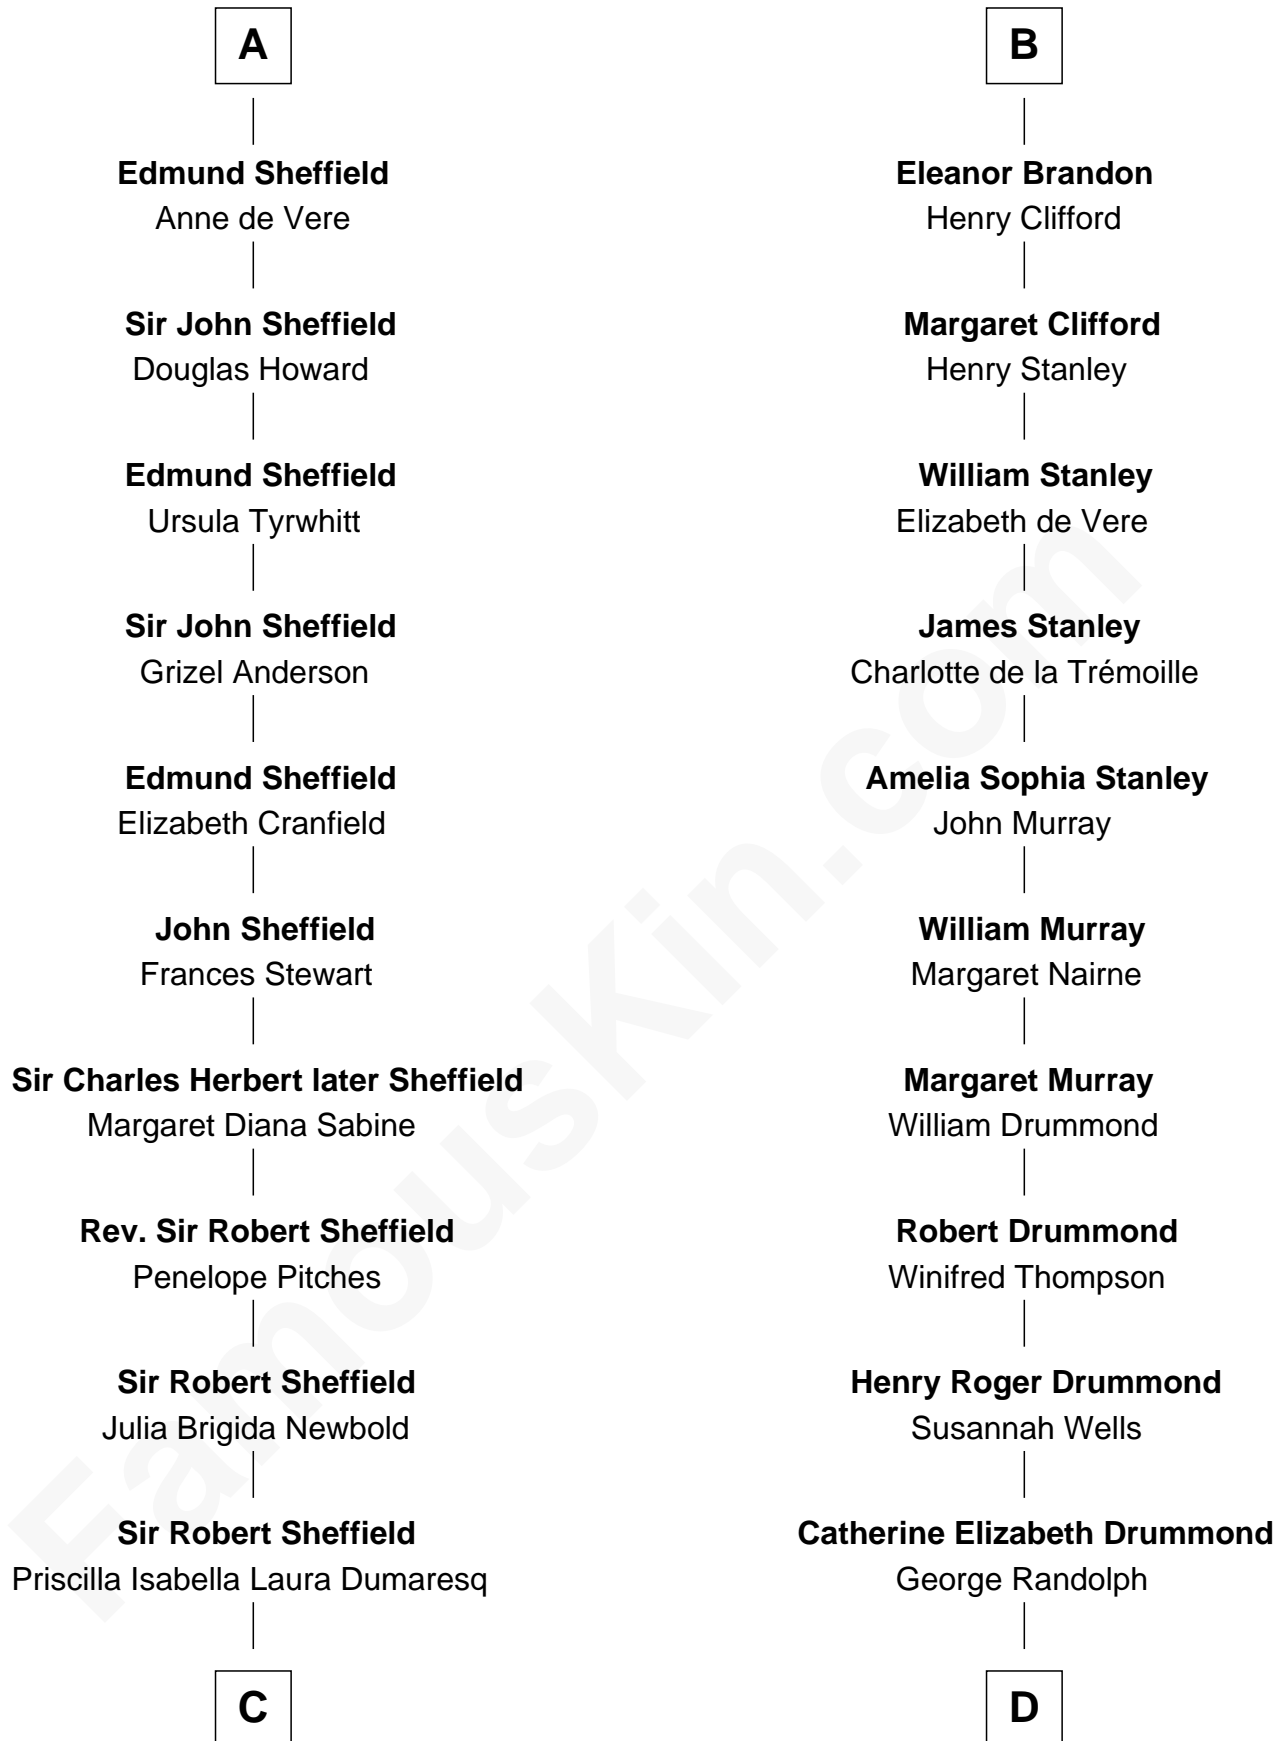 A
Edmund Sheffield
Anne de Vere
Sir John Sheffield
Douglas Howard
Edmund Sheffield
Ursula Tyrwhitt
Sir John Sheffield
Grizel Anderson
Edmund Sheffield
Elizabeth Cranfield
John Sheffield
Frances Stewart
Sir Charles Herbert later Sheffield
Margaret Diana Sabine
Rev. Sir Robert Sheffield
Penelope Pitches
Sir Robert Sheffield
Julia Brigida Newbold
Sir Robert Sheffield
Priscilla Isabella Laura Dumaresq
C
B
Eleanor Brandon
Henry Clifford
Margaret Clifford
Henry Stanley
William Stanley
Elizabeth de Vere
James Stanley
Charlotte de la Trémoille
Amelia Sophia Stanley
John Murray
William Murray
Margaret Nairne
Margaret Murray
William Drummond
Robert Drummond
Winifred Thompson
Henry Roger Drummond
Susannah Wells
Catherine Elizabeth Drummond
George Randolph
D
FamousKin.com